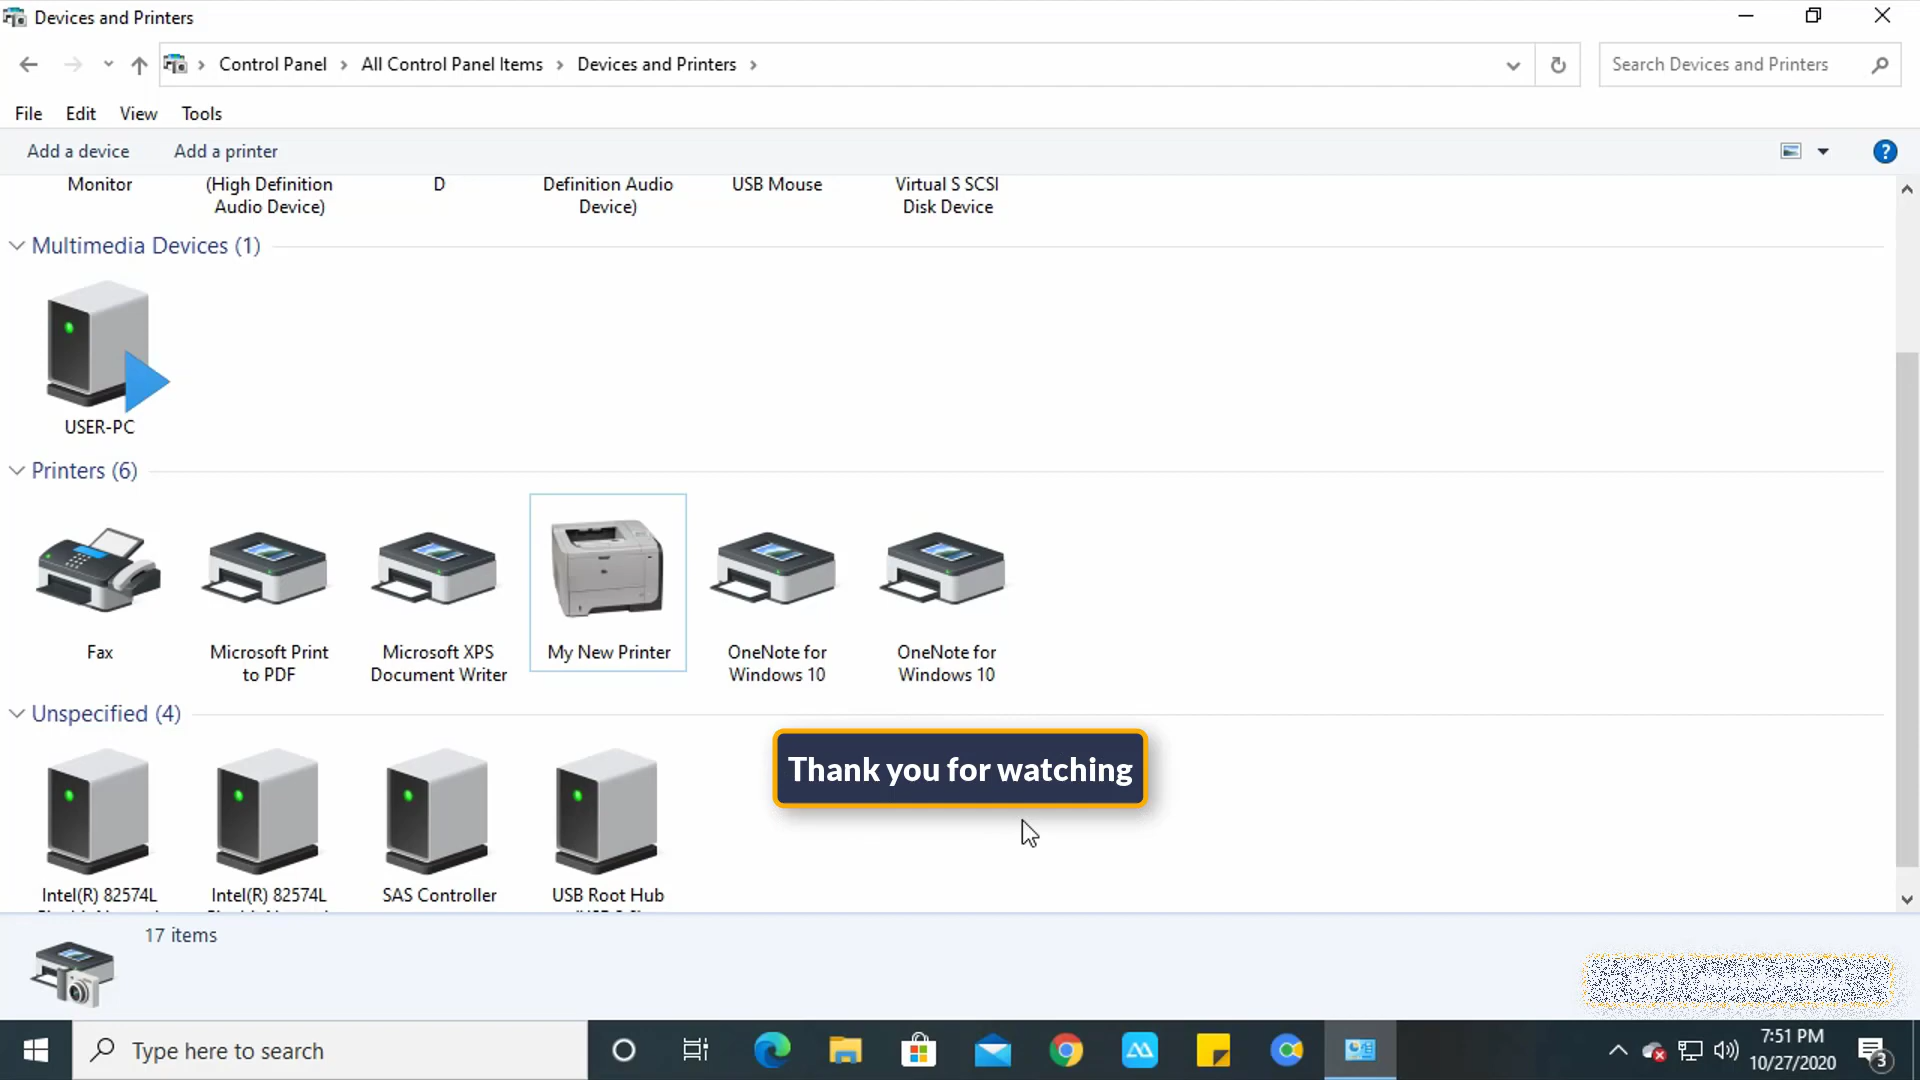 Devices and Printers
Control Panel > All Control Panel Items > Devices and Printers >
Search Devices and Printers
File Edit View Tools
Add a device Add a printer
?
Monitor
(High Definition
Audio Device)
D
Definition Audio
Device)
USB Mouse
Virtual S SCSI
Disk Device
Multimedia Devices (1)
USER-PC
Printers (6)
Fax
Microsoft Print
to PDF
Microsoft XPS
Document Writer
My New Printer
OneNote for
Windows 10
OneNote for
Windows 10
Unspecified (4)
Thank you for watching
Intel(R) 82574L
Intel(R) 82574L
SAS Controller
USB Root Hub
17 items
Type here to search
7:51 PM
10/27/2020
3